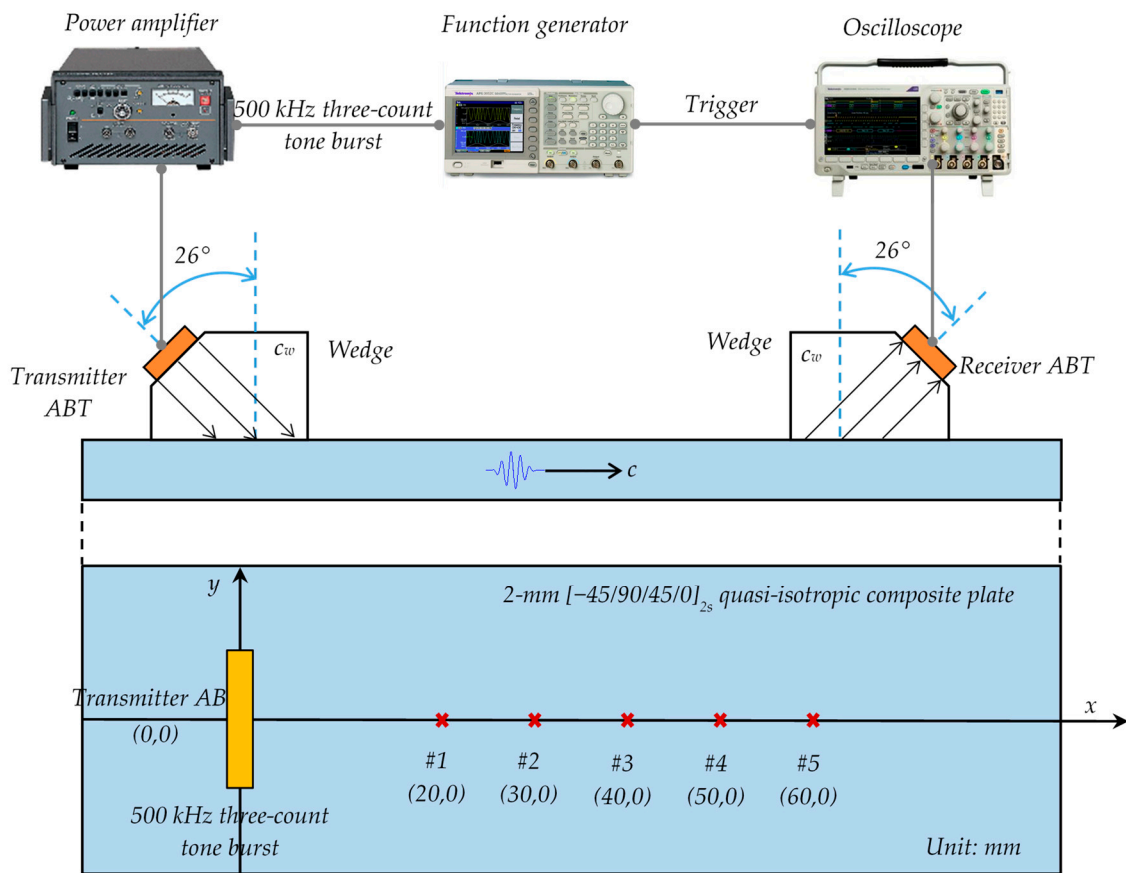 Power amplifier
Function generator
Oscilloscope
500 kHz three-count
tone burst
Trigger
26°
26°
Wedge
Wedge
c_w
c_w
Transmitter
ABT
Receiver ABT
c
y
2-mm [−45/90/45/0]_2s quasi-isotropic composite plate
Transmitter AB
(0,0)
x
#1
#2
#3
#4
#5
(20,0)
(30,0)
(40,0)
(50,0)
(60,0)
500 kHz three-count
tone burst
Unit: mm